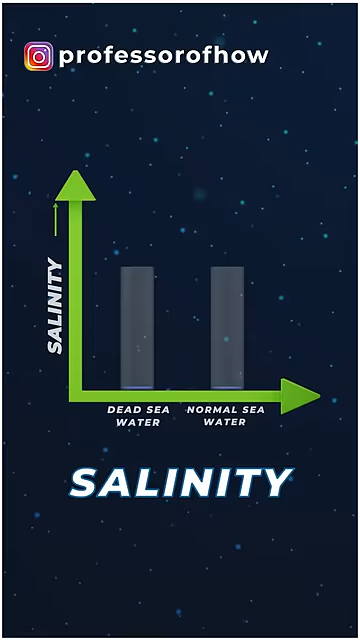 professorofhow
SALINITY
DEAD SEA
WATER
NORMAL SEA
WATER
SALINITY